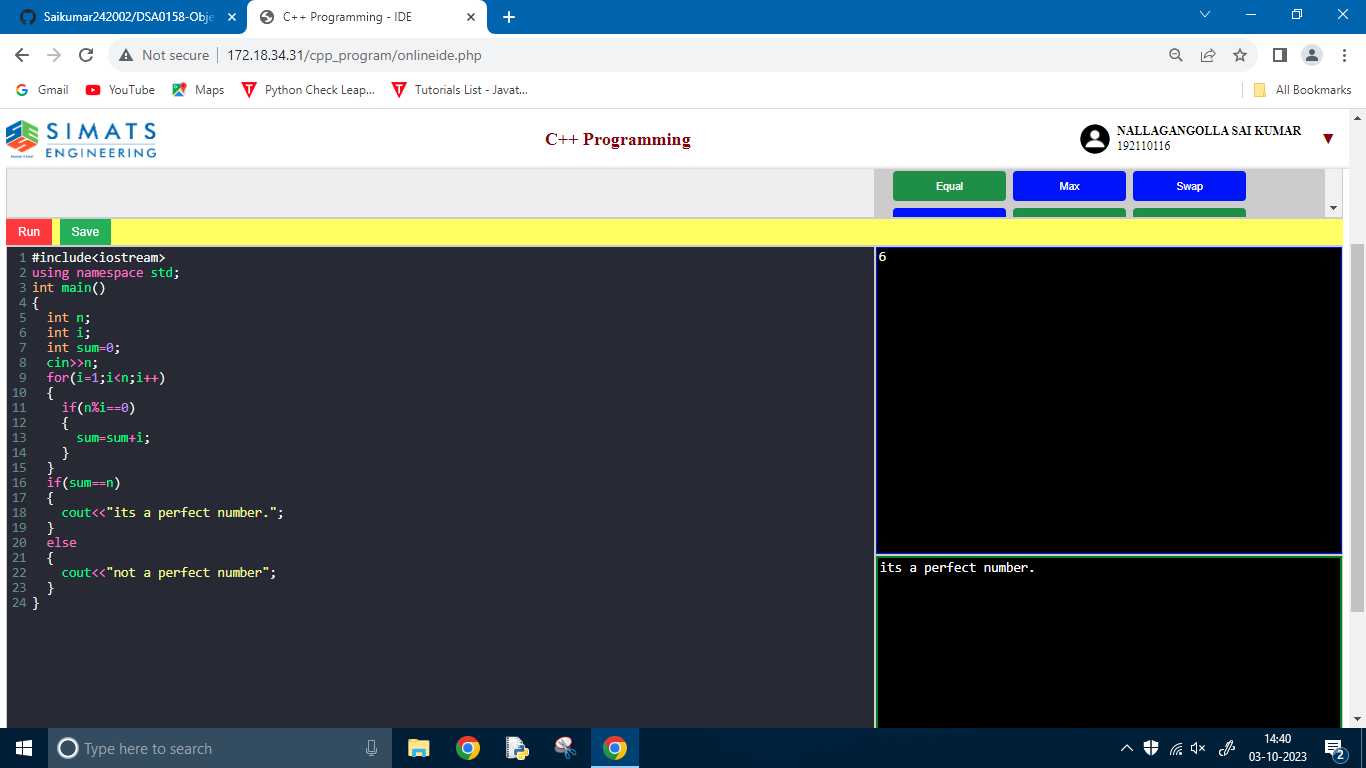 Saikumar242002/DSA0158-Obje
C++ Programming - IDE
Not secure
172.18.34.31/cpp_program/onlineide.php
Gmail
YouTube
Maps
Python Check Leap...
Tutorials List - Javat...
All Bookmarks
SIMATS
ENGINEERING
C++ Programming
NALLAGANGOLLA SAI KUMAR
192110116
Equal
Max
Swap
Run
Save
1 #include<iostream>
2 using namespace std;
3 int main()
4 {
5   int n;
6   int i;
7   int sum=0;
8   cin>>n;
9   for(i=1;i<n;i++)
10   {
11     if(n%i==0)
12     {
13       sum=sum+i;
14     }
15   }
16   if(sum==n)
17   {
18     cout<<"its a perfect number.";
19   }
20   else
21   {
22     cout<<"not a perfect number";
23   }
24 }
6
its a perfect number.
Type here to search
14:40
03-10-2023
2